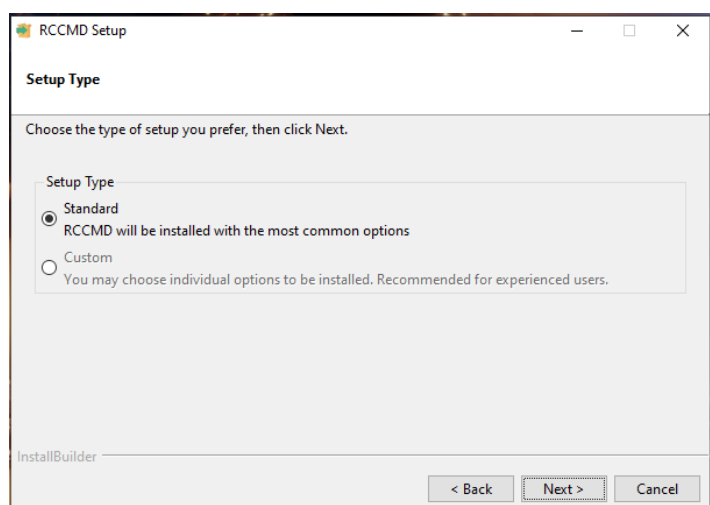 RCCMD Setup
Setup Type
Choose the type of setup you prefer, then click Next.
Setup Type
Standard
RCCMD will be installed with the most common options
Custom
You may choose individual options to be installed. Recommended for experienced users.
InstallBuilder
< Back Next > Cancel